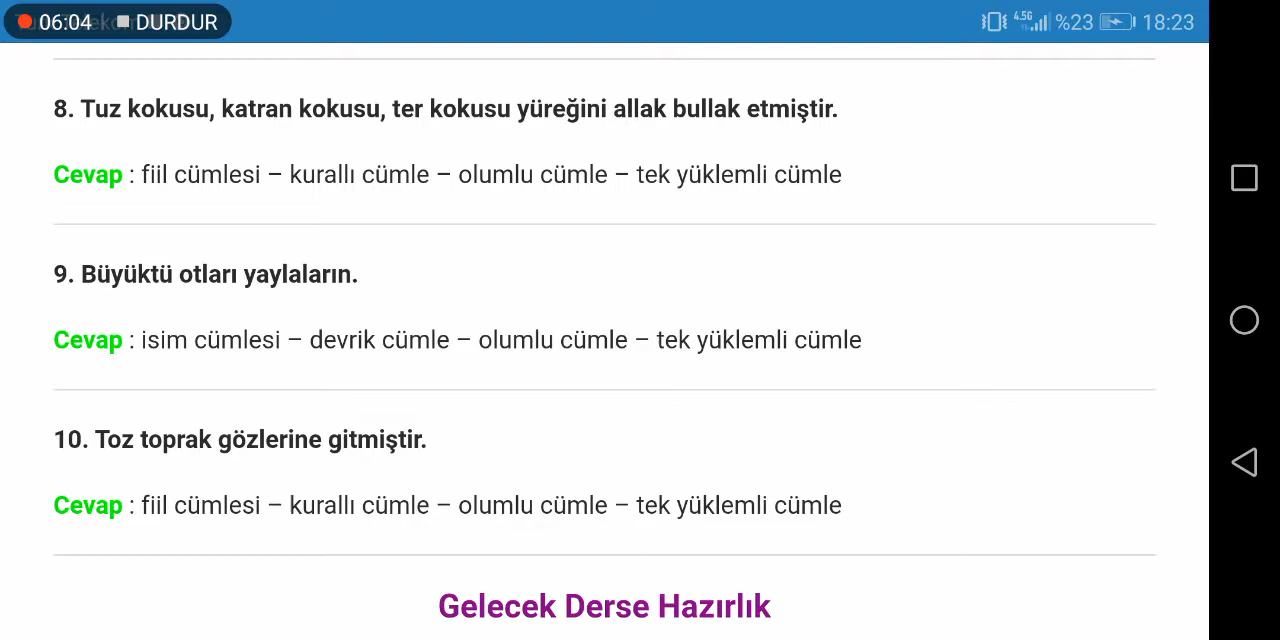 06:04 DURDUR 4.5G %23 18:23
8. Tuz kokusu, katran kokusu, ter kokusu yüreğini allak bullak etmiştir.
Cevap : fiil cümlesi – kurallı cümle – olumlu cümle – tek yüklemli cümle
9. Büyüktü otları yaylaların.
Cevap : isim cümlesi – devrik cümle – olumlu cümle – tek yüklemli cümle
10. Toz toprak gözlerine gitmiştir.
Cevap : fiil cümlesi – kurallı cümle – olumlu cümle – tek yüklemli cümle
Gelecek Derse Hazırlık